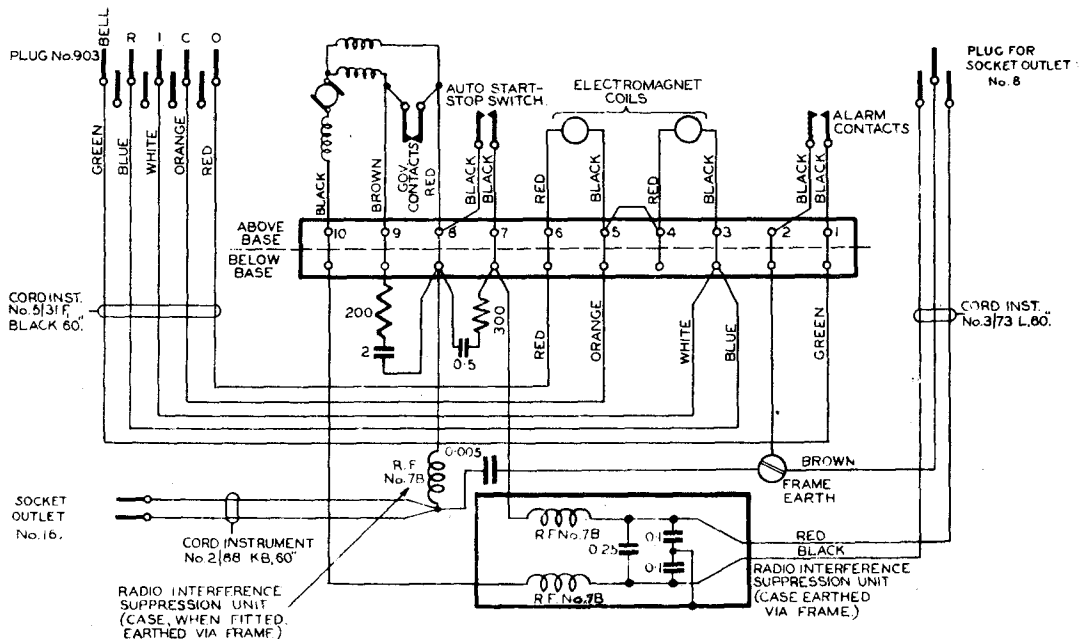 PLUG No.903
BELL
R
I
C
O
GREEN
BLUE
WHITE
ORANGE
RED
AUTO START-
STOP SWITCH.
ELECTROMAGNET
COILS
PLUG FOR
SOCKET OUTLET
No. 8
ALARM
CONTACTS
BLACK
BROWN
GOV.
CONTACTS
RED
BLACK
BLACK
RED
BLACK
RED
BLACK
BLACK
BLACK
ABOVE
BASE
BELOW
BASE
10
9
8
7
6
5
4
3
2
1
CORD INST.
No.5/31F,
BLACK 60".
200
2
0·5
300
RED
ORANGE
WHITE
BLUE
GREEN
CORD INST.
No.3/73 L,60."
R.F.
No.7B
0.005
BROWN
FRAME
EARTH
SOCKET
OUTLET
No.16.
CORD INSTRUMENT
No.2/88 KB,60"
R.F.No.7B
0·25
0·1
0·1
R.F.No.7B
RED
BLACK
RADIO INTERFERENCE
SUPPRESSION UNIT
(CASE EARTHED
VIA FRAME.)
RADIO INTERFERENCE
SUPPRESSION UNIT
(CASE, WHEN FITTED,
EARTHED VIA FRAME)